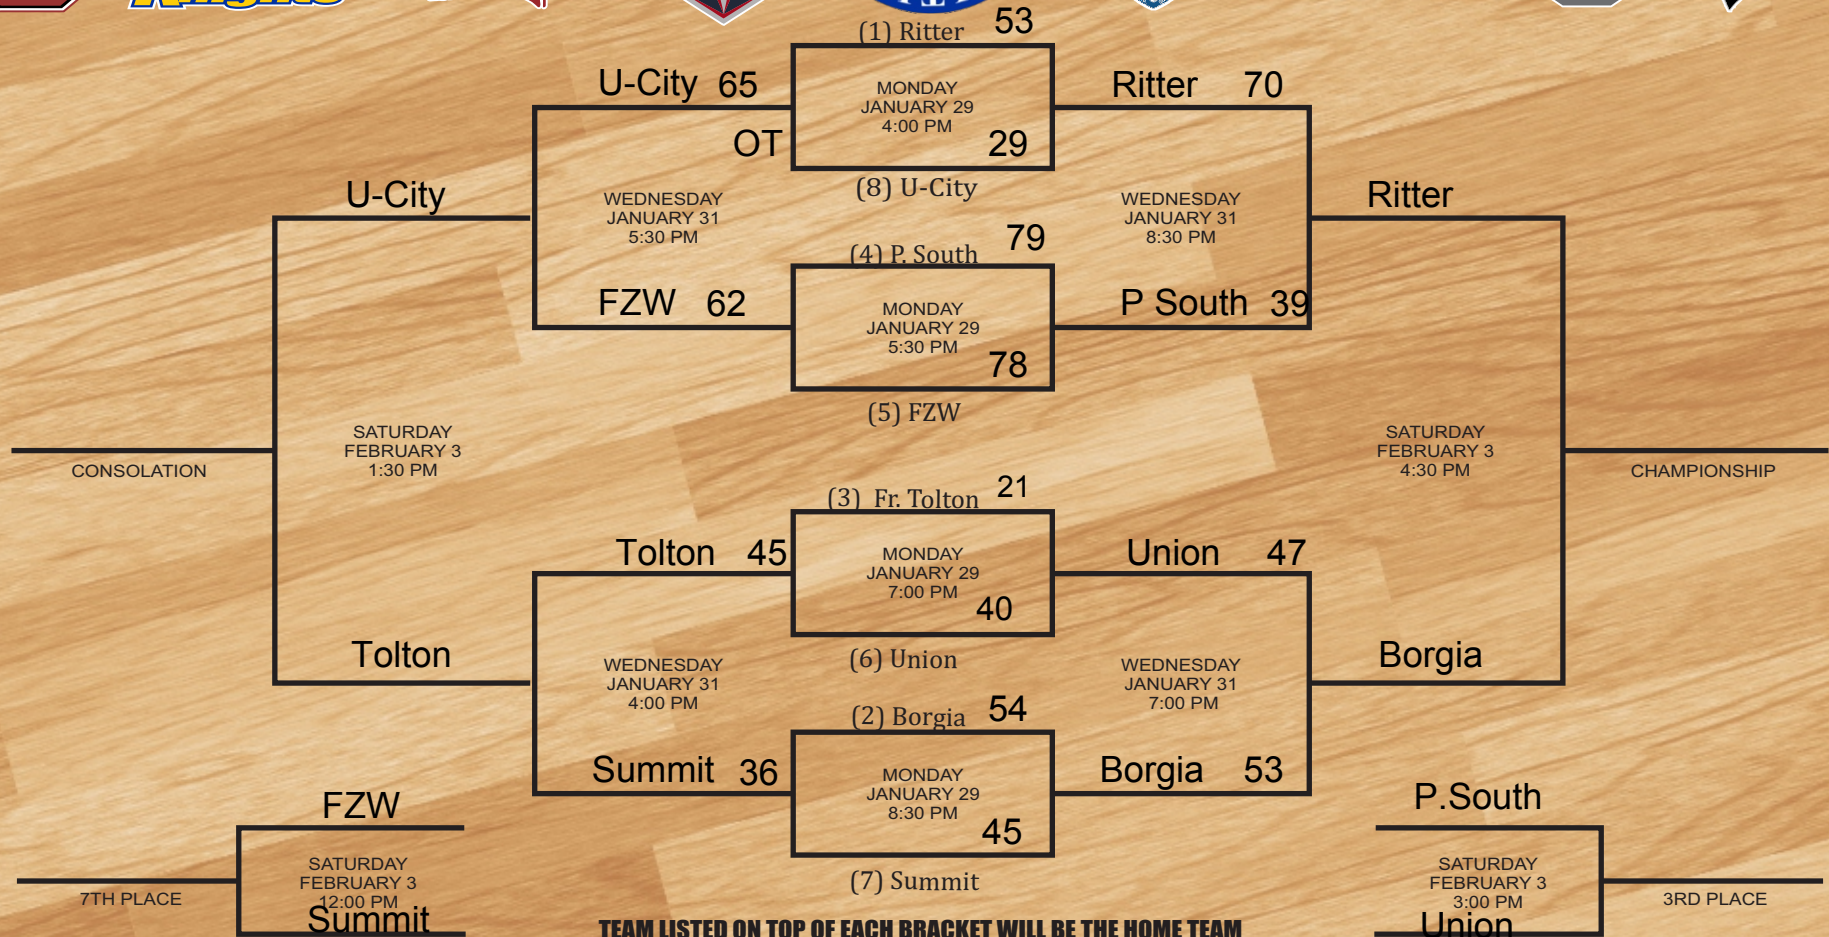 Knights
(1) Ritter 53
U-City 65
MONDAY
JANUARY 29
4:00 PM
Ritter 70
OT
29
(8) U-City
U-City
WEDNESDAY
JANUARY 31
5:30 PM
WEDNESDAY
JANUARY 31
8:30 PM
Ritter
(4) P. South 79
FZW 62
MONDAY
JANUARY 29
5:30 PM
P South 39
78
(5) FZW
SATURDAY
FEBRUARY 3
1:30 PM
CONSOLATION
SATURDAY
FEBRUARY 3
4:30 PM
CHAMPIONSHIP
(3) Fr. Tolton 21
Tolton 45
MONDAY
JANUARY 29
7:00 PM
Union 47
40
(6) Union
Tolton
WEDNESDAY
JANUARY 31
4:00 PM
WEDNESDAY
JANUARY 31
7:00 PM
Borgia
(2) Borgia 54
Summit 36
MONDAY
JANUARY 29
8:30 PM
Borgia 53
45
(7) Summit
FZW
SATURDAY
FEBRUARY 3
12:00 PM
7TH PLACE
Summit
P.South
SATURDAY
FEBRUARY 3
3:00 PM
3RD PLACE
Union
TEAM LISTED ON TOP OF EACH BRACKET WILL BE THE HOME TEAM